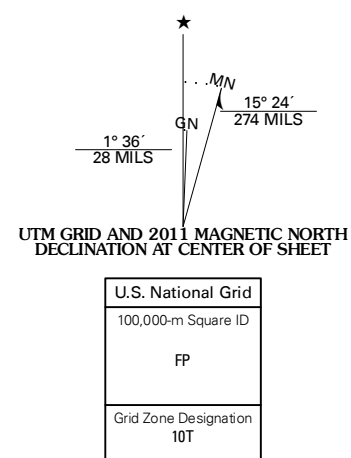 MN
15° 24´
274 MILS
GN
1° 36´
28 MILS
UTM GRID AND 2011 MAGNETIC NORTH
DECLINATION AT CENTER OF SHEET
U.S. National Grid
100,000-m Square ID
FP
Grid Zone Designation
10T